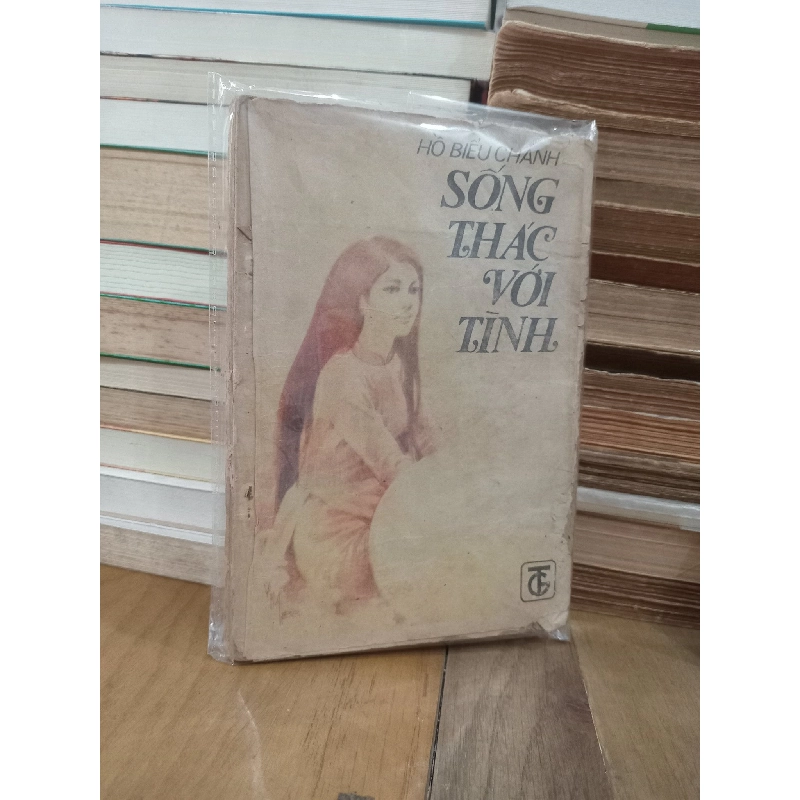 HỒ BIỂU CHÁNH
SỐNG
THÁC
VỚI
TÌNH